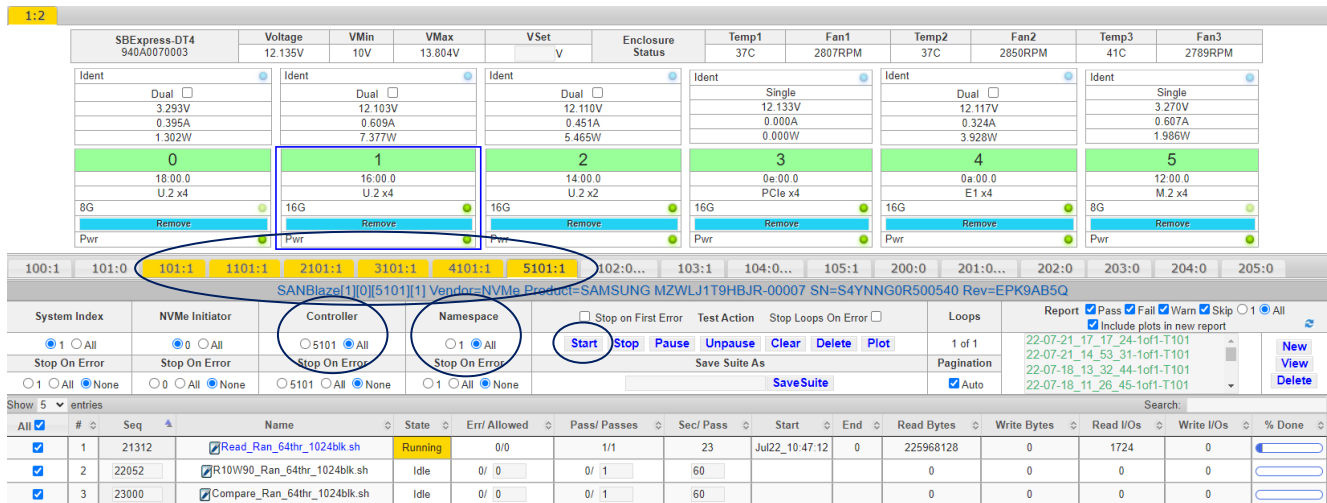 1:2
SBExpress-DT4 Voltage VMin VMax VSet Enclosure Status Temp1 Fan1 Temp2 Fan2 Temp3 Fan3
940A0070003 12.135V 10V 13.804V V 37C 2807RPM 37C 2850RPM 41C 2789RPM
Ident Ident Ident Ident Ident Ident
Dual Dual Dual Single Dual Single
3.293V 12.103V 12.110V 12.133V 12.117V 3.270V
0.395A 0.609A 0.451A 0.000A 0.324A 0.607A
1.302W 7.377W 5.465W 0.000W 3.928W 1.986W
0 1 2 3 4 5
18:00.0 16:00.0 14:00.0 0e:00.0 0a:00.0 12:00.0
U.2 x4 U.2 x4 U.2 x2 PCIe x4 E1 x4 M.2 x4
8G 16G 16G 16G 16G 8G
Remove Remove Remove Remove Remove Remove
Pwr Pwr Pwr Pwr Pwr Pwr
100:1 101:0 101:1 1101:1 2101:1 3101:1 4101:1 5101:1 102:0... 103:1 104:0... 105:1 200:0 201:0... 202:0 203:0 204:0 205:0
SANBlaze[1][0][5101][1] Vendor=NVMe Product=SAMSUNG MZWLJ1T9HBJR-00007 SN=S4YNNG0R500540 Rev=EPK9AB5Q
System Index NVMe Initiator Controller Namespace Stop on First Error Test Action Stop Loops On Error Loops Report Pass Fail Warn Skip 1 All
Include plots in new report
1 All 0 All 5101 All 1 All Start Stop Pause Unpause Clear Delete Plot 1 of 1 22-07-21_17_17_24-1of1-T101 New
Stop On Error Stop On Error Stop On Error Stop On Error Save Suite As Pagination 22-07-21_14_53_31-1of1-T101 View
22-07-18_13_32_44-1of1-T101
1 All None 0 All None 5101 All None 1 All None SaveSuite Auto 22-07-18_11_26_45-1of1-T101 Delete
Show 5 entries Search:
All # Seq Name State Err/ Allowed Pass/ Passes Sec/ Pass Start End Read Bytes Write Bytes Read I/Os Write I/Os % Done
1 21312 Read_Ran_64thr_1024blk.sh Running 0/0 1/1 23 Jul22_10:47:12 0 225968128 0 1724 0
2 22052 R10W90_Ran_64thr_1024blk.sh Idle 0/ 0 0/ 1 60 0 0 0 0
3 23000 Compare_Ran_64thr_1024blk.sh Idle 0/ 0 0/ 1 60 0 0 0 0